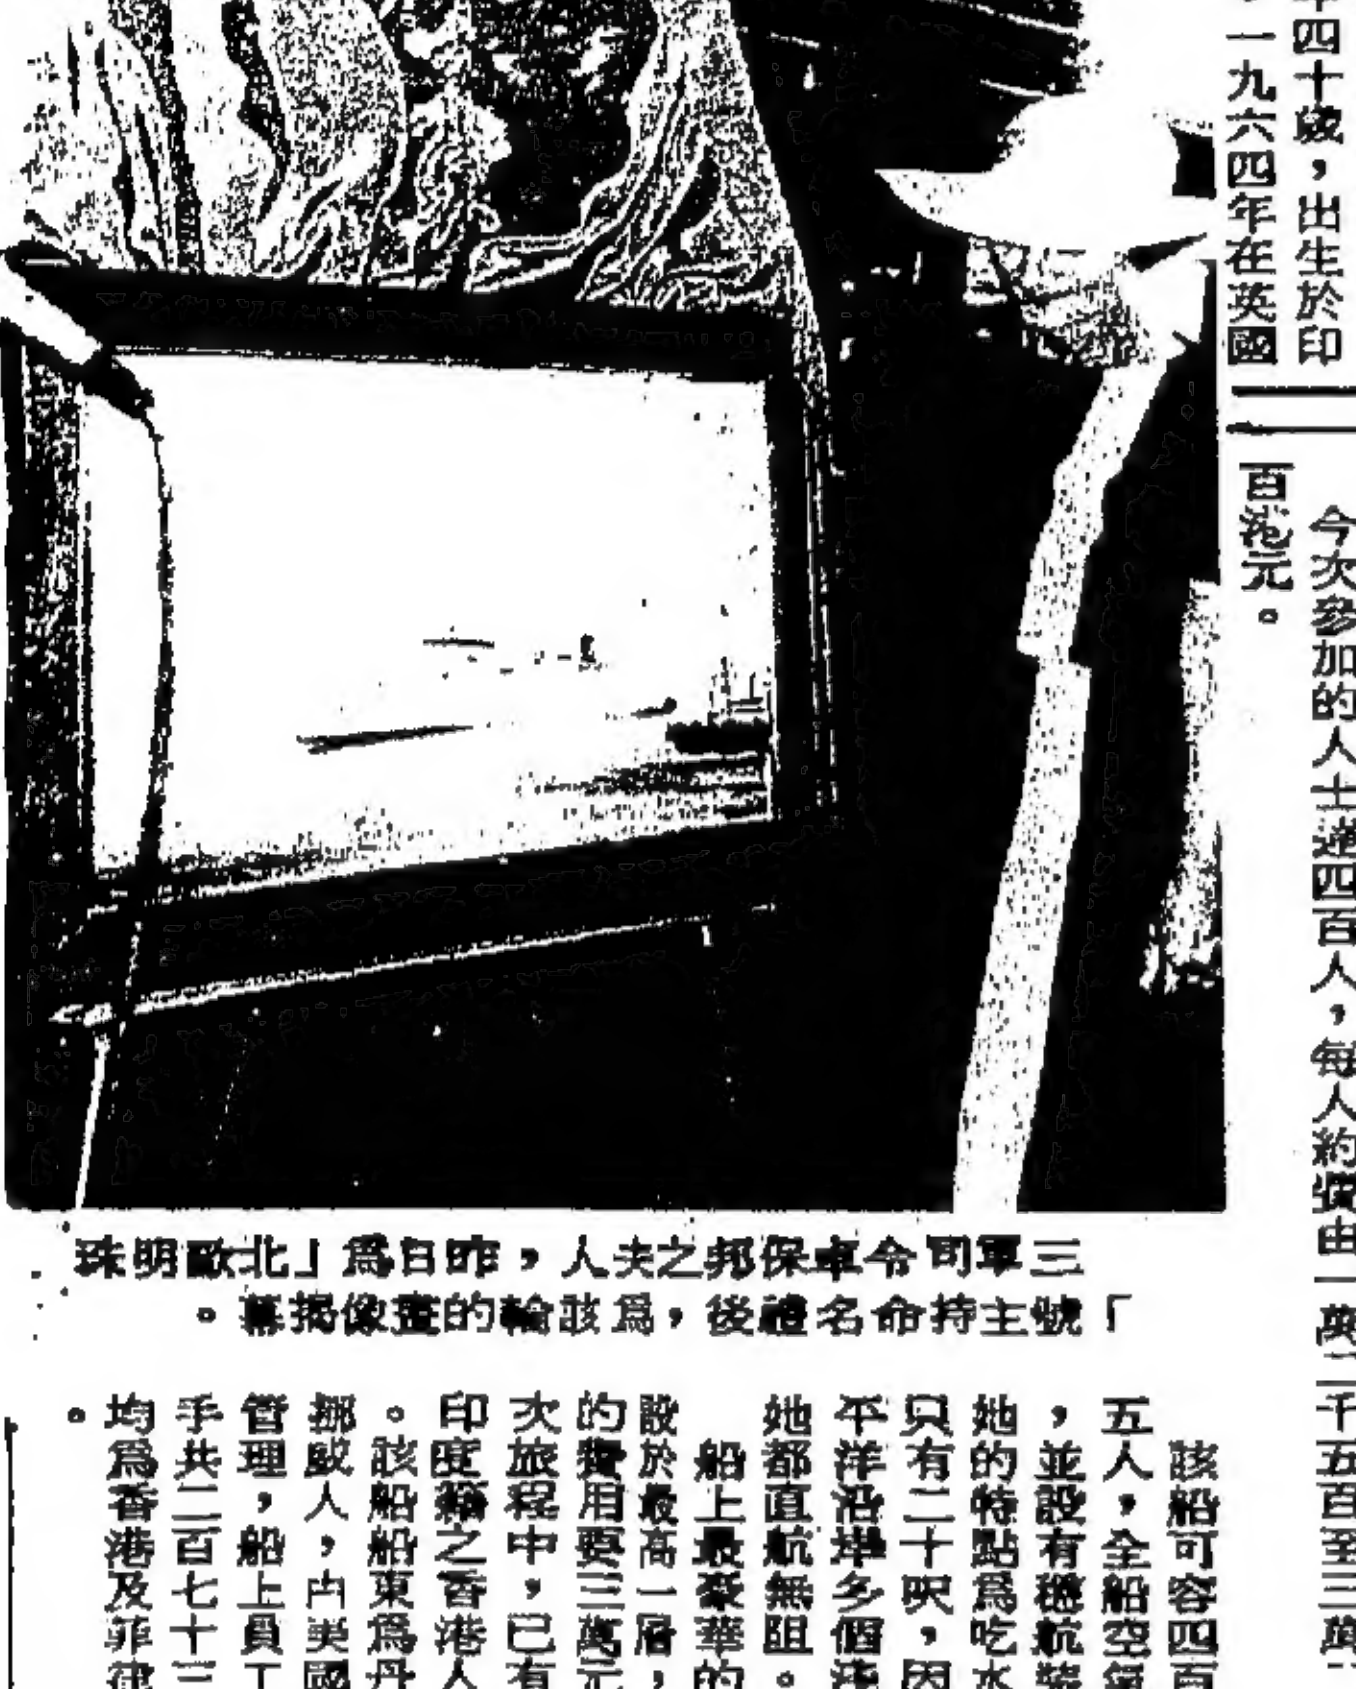 年四十歲，出生於印
，一九六四年在英國
今次參加的人士達四百人，每人約費由一萬二千五百至三萬二
百港元。
三軍司令卓保邦之夫人，昨日爲「北歐明珠
」號主持命名禮後，爲該輪的畫像揭幕。
該船可容四百
五人，全船空氣
，並設有穩航裝
她的特點爲吃水
只有二十呎，因
平洋沿岸多個港
她都直航無阻。
船上最豪華的
設於最高一層，
的費用要三萬元
次旅程中，已有
印度籍之香港人
。該船船東爲丹
挪威人，由美國
管理，船上員工
手共二百七十三
均爲香港及菲律
。